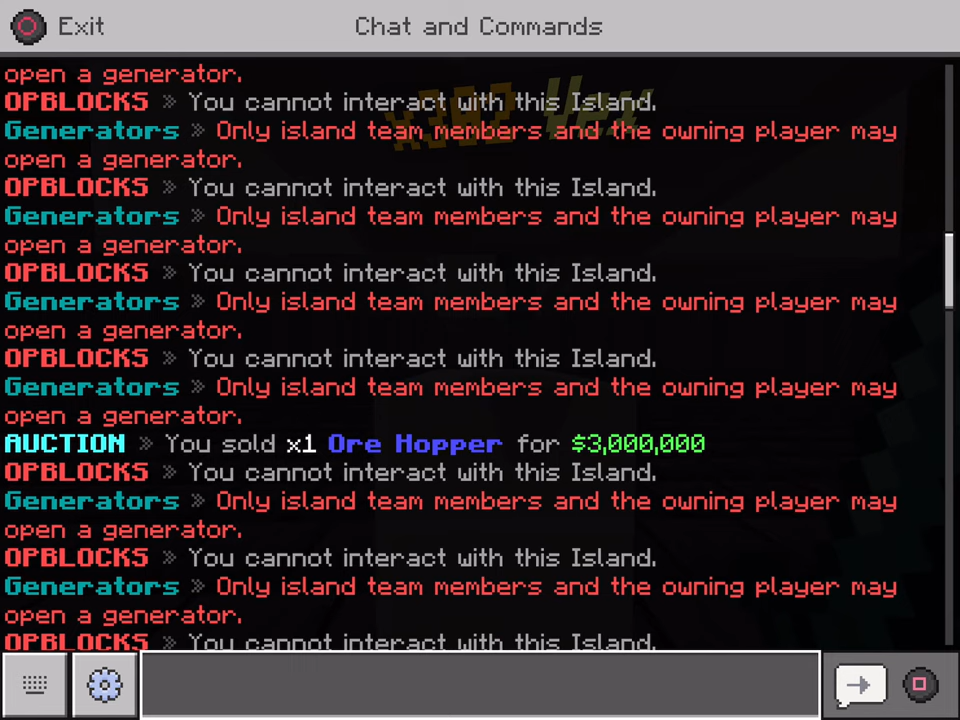 Exit
Chat and Commands
open a generator.
OPBLOCKS » You cannot interact with this Island.
Generators » Only island team members and the owning player may
open a generator.
OPBLOCKS » You cannot interact with this Island.
Generators » Only island team members and the owning player may
open a generator.
OPBLOCKS » You cannot interact with this Island.
Generators » Only island team members and the owning player may
open a generator.
OPBLOCKS » You cannot interact with this Island.
Generators » Only island team members and the owning player may
open a generator.
AUCTION » You sold x1 Ore Hopper for $3,000,000
OPBLOCKS » You cannot interact with this Island.
Generators » Only island team members and the owning player may
open a generator.
OPBLOCKS » You cannot interact with this Island.
Generators » Only island team members and the owning player may
open a generator.
OPBLOCKS » You cannot interact with this Island.